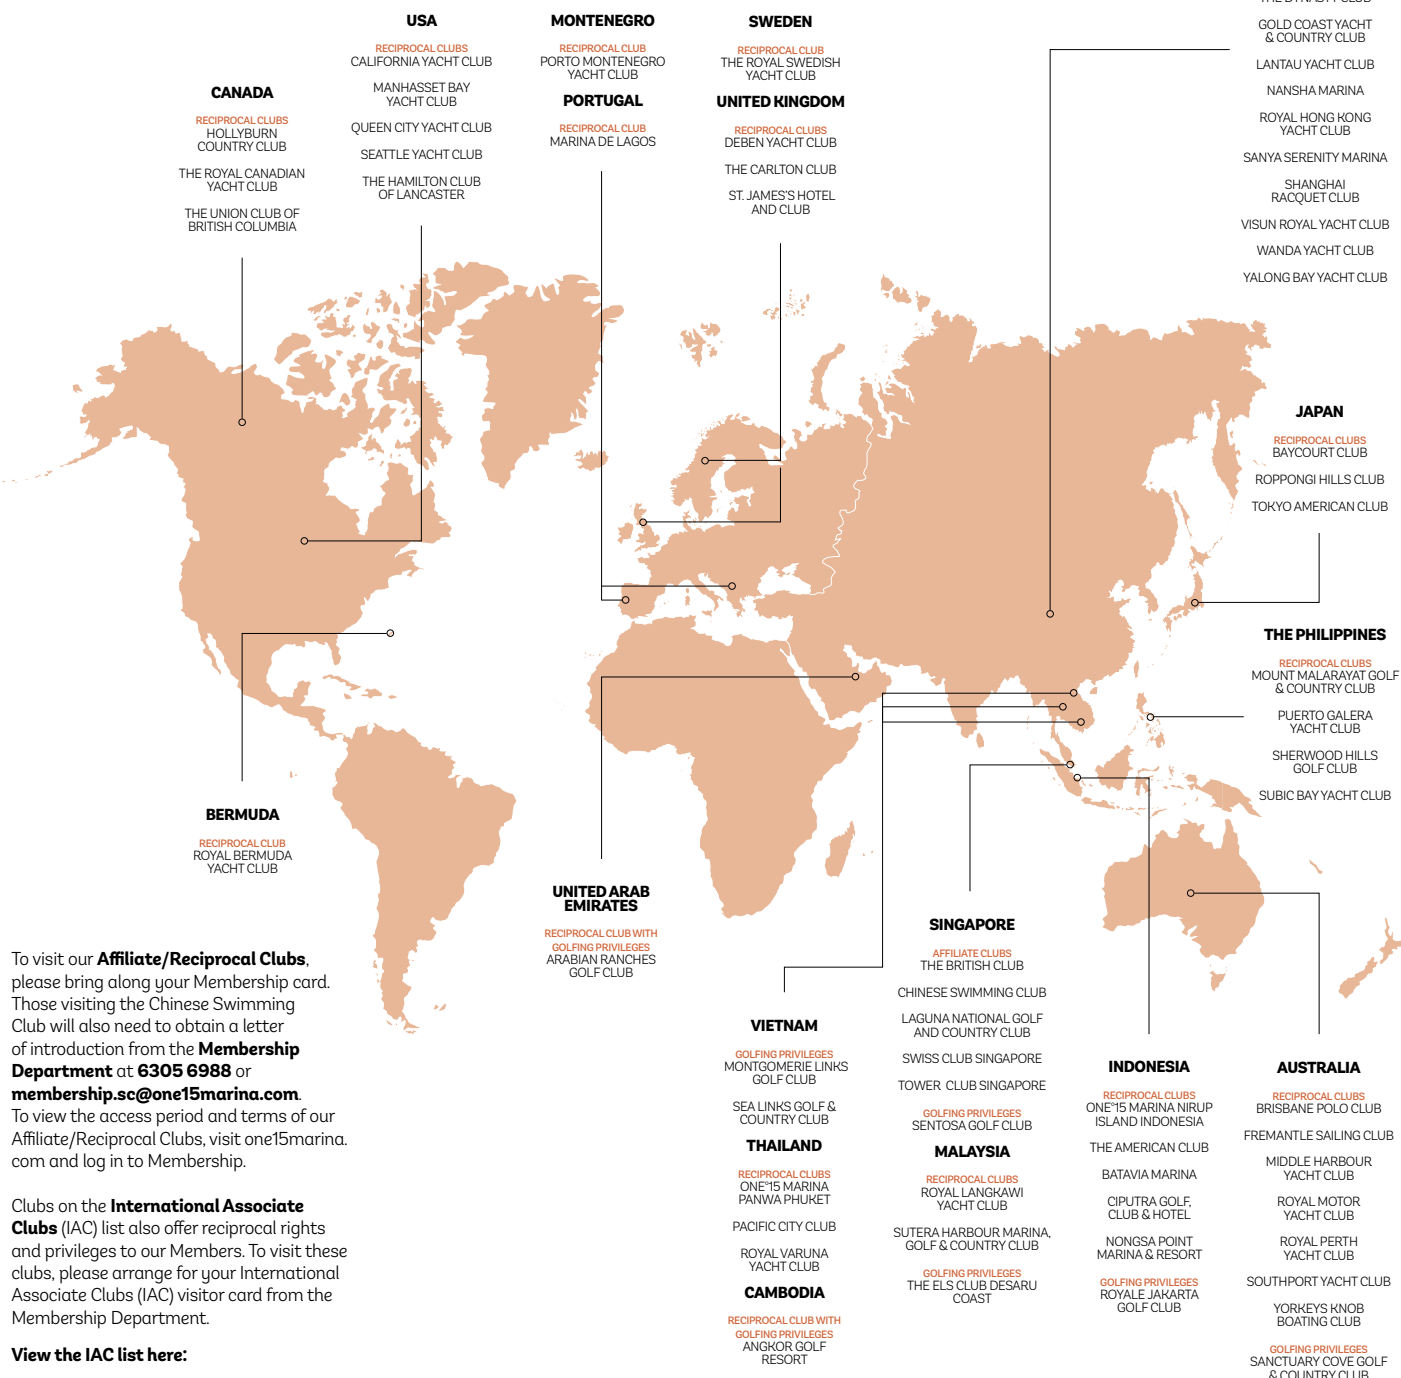 USA
RECIPROCAL CLUBS
CALIFORNIA YACHT CLUB
MANHASSET BAY
YACHT CLUB
QUEEN CITY YACHT CLUB
SEATTLE YACHT CLUB
THE HAMILTON CLUB
OF LANCASTER
MONTENEGRO
RECIPROCAL CLUB
PORTO MONTENEGRO
YACHT CLUB
PORTUGAL
RECIPROCAL CLUB
MARINA DE LAGOS
SWEDEN
RECIPROCAL CLUB
THE ROYAL SWEDISH
YACHT CLUB
UNITED KINGDOM
RECIPROCAL CLUBS
DEBEN YACHT CLUB
THE CARLTON CLUB
ST. JAMES'S HOTEL
AND CLUB
THE DYNASTY CLUB
GOLD COAST YACHT
& COUNTRY CLUB
LANTAU YACHT CLUB
NANSHA MARINA
ROYAL HONG KONG
YACHT CLUB
SANYA SERENITY MARINA
SHANGHAI
RACQUET CLUB
VISUN ROYAL YACHT CLUB
WANDA YACHT CLUB
YALONG BAY YACHT CLUB
CANADA
RECIPROCAL CLUBS
HOLLYBURN
COUNTRY CLUB
THE ROYAL CANADIAN
YACHT CLUB
THE UNION CLUB OF
BRITISH COLUMBIA
JAPAN
RECIPROCAL CLUBS
BAYCOURT CLUB
ROPPONGI HILLS CLUB
TOKYO AMERICAN CLUB
THE PHILIPPINES
RECIPROCAL CLUBS
MOUNT MALARAYAT GOLF
& COUNTRY CLUB
PUERTO GALERA
YACHT CLUB
SHERWOOD HILLS
GOLF CLUB
SUBIC BAY YACHT CLUB
BERMUDA
RECIPROCAL CLUB
ROYAL BERMUDA
YACHT CLUB
UNITED ARAB
EMIRATES
RECIPROCAL CLUB WITH
GOLFING PRIVILEGES
ARABIAN RANCHES
GOLF CLUB
To visit our Affiliate/Reciprocal Clubs,
please bring along your Membership card.
Those visiting the Chinese Swimming
Club will also need to obtain a letter
of introduction from the Membership
Department at 6305 6988 or
membership.sc@one15marina.com.
To view the access period and terms of our
Affiliate/Reciprocal Clubs, visit one15marina.
com and log in to Membership.
Clubs on the International Associate
Clubs (IAC) list also offer reciprocal rights
and privileges to our Members. To visit these
clubs, please arrange for your International
Associate Clubs (IAC) visitor card from the
Membership Department.
View the IAC list here:
VIETNAM
GOLFING PRIVILEGES
MONTGOMERIE LINKS
GOLF CLUB
SEA LINKS GOLF &
COUNTRY CLUB
THAILAND
RECIPROCAL CLUBS
ONE°15 MARINA
PANWA PHUKET
PACIFIC CITY CLUB
ROYAL VARUNA
YACHT CLUB
CAMBODIA
RECIPROCAL CLUB WITH
GOLFING PRIVILEGES
ANGKOR GOLF
RESORT
SINGAPORE
AFFILIATE CLUBS
THE BRITISH CLUB
CHINESE SWIMMING CLUB
LAGUNA NATIONAL GOLF
AND COUNTRY CLUB
SWISS CLUB SINGAPORE
TOWER CLUB SINGAPORE
GOLFING PRIVILEGES
SENTOSA GOLF CLUB
MALAYSIA
RECIPROCAL CLUBS
ROYAL LANGKAWI
YACHT CLUB
SUTERA HARBOUR MARINA,
GOLF & COUNTRY CLUB
GOLFING PRIVILEGES
THE ELS CLUB DESARU
COAST
INDONESIA
RECIPROCAL CLUBS
ONE°15 MARINA NIRUP
ISLAND INDONESIA
THE AMERICAN CLUB
BATAVIA MARINA
CIPUTRA GOLF,
CLUB & HOTEL
NONGSA POINT
MARINA & RESORT
GOLFING PRIVILEGES
ROYALE JAKARTA
GOLF CLUB
AUSTRALIA
RECIPROCAL CLUBS
BRISBANE POLO CLUB
FREMANTLE SAILING CLUB
MIDDLE HARBOUR
YACHT CLUB
ROYAL MOTOR
YACHT CLUB
ROYAL PERTH
YACHT CLUB
SOUTHPORT YACHT CLUB
YORKEYS KNOB
BOATING CLUB
GOLFING PRIVILEGES
SANCTUARY COVE GOLF
& COUNTRY CLUB